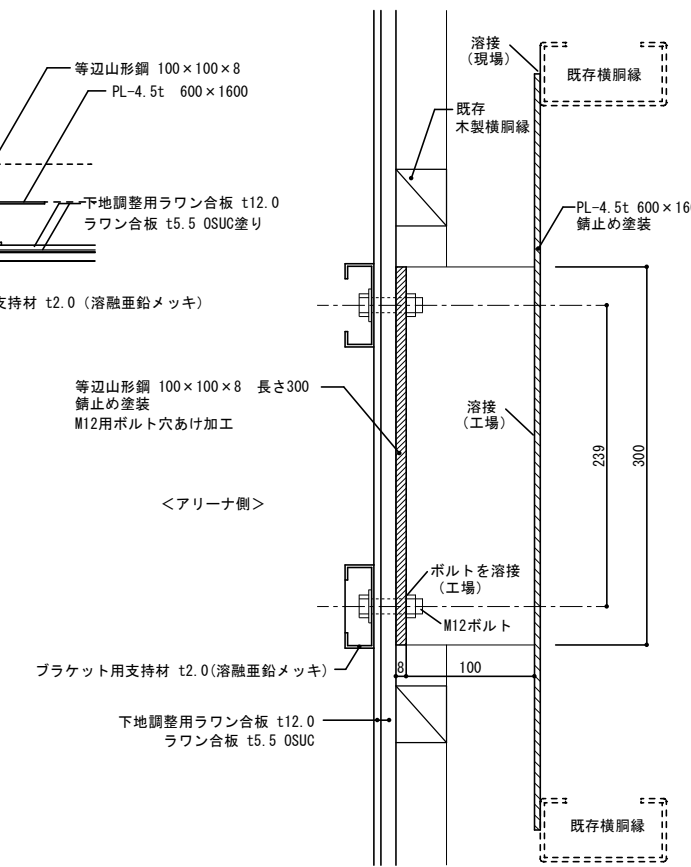 等辺山形鋼 100×100×8
PL-4.5t 600×1600
下地調整用ラワン合板 t12.0
ラワン合板 t5.5 OSUC塗り
支持材 t2.0 (溶融亜鉛メッキ)
溶接
(現場)
既存横胴縁
既存
木製横胴縁
PL-4.5t 600×16
錆止め塗装
等辺山形鋼 100×100×8 長さ300
錆止め塗装
M12用ボルト穴あけ加工
溶接
(工場)
239
300
<アリーナ側>
ボルトを溶接
(工場)
M12ボルト
8
100
ブラケット用支持材 t2.0(溶融亜鉛メッキ)
下地調整用ラワン合板 t12.0
ラワン合板 t5.5 OSUC
既存横胴縁